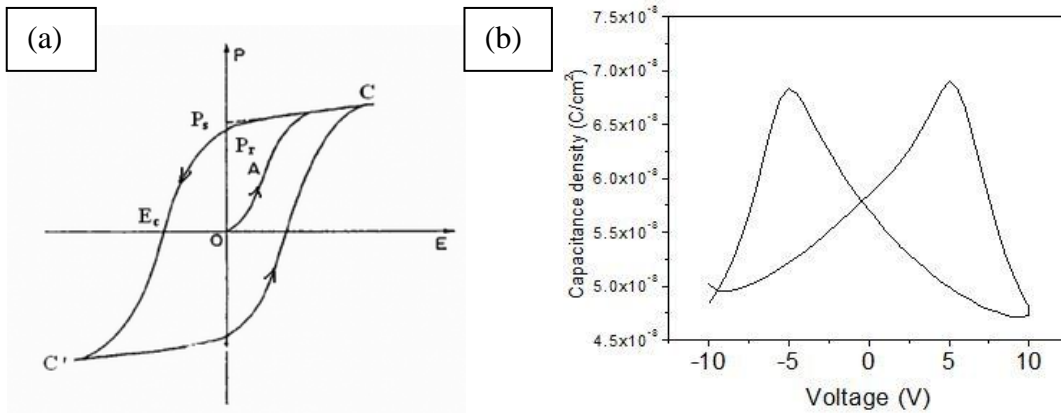 (a)
P
C
Ps
Pr
A
Ec
O
E
C'
(b)
Capacitance density (C/cm²)
7.5x10⁻⁸
7.0x10⁻⁸
6.5x10⁻⁸
6.0x10⁻⁸
5.5x10⁻⁸
5.0x10⁻⁸
4.5x10⁻⁸
-10 -5 0 5 10
Voltage (V)